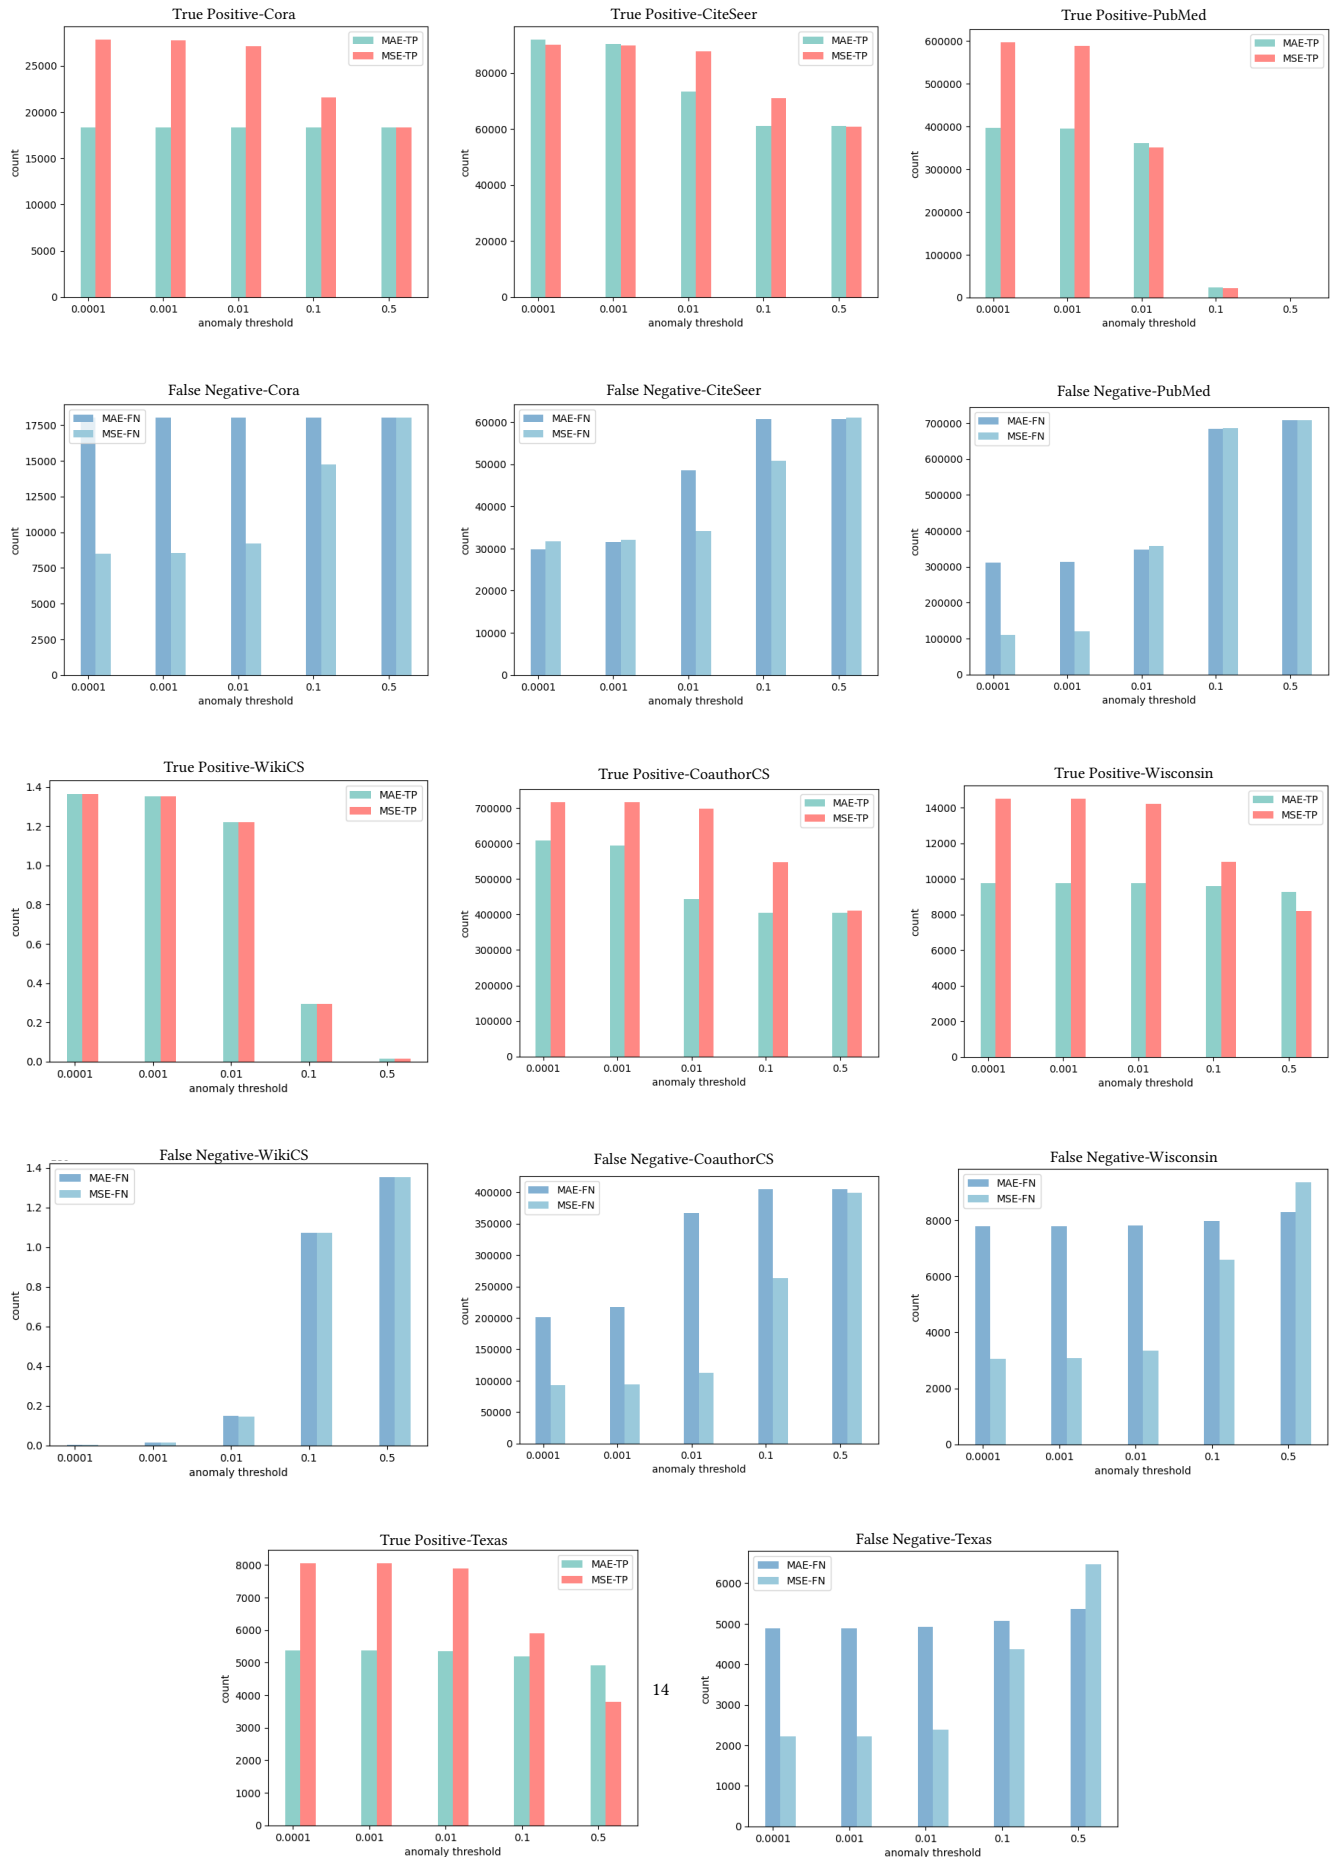 True Positive-Cora
MAE-TP
MSE-TP
count
25000
20000
15000
10000
5000
0
0.0001 0.001 0.01 0.1 0.5
anomaly threshold
True Positive-CiteSeer
MAE-TP
MSE-TP
count
80000
60000
40000
20000
0
0.0001 0.001 0.01 0.1 0.5
anomaly threshold
True Positive-PubMed
MAE-TP
MSE-TP
count
600000
500000
400000
300000
200000
100000
0
0.0001 0.001 0.01 0.1 0.5
anomaly threshold
False Negative-Cora
MAE-FN
MSE-FN
count
17500
15000
12500
10000
7500
5000
2500
0
0.0001 0.001 0.01 0.1 0.5
anomaly threshold
False Negative-CiteSeer
MAE-FN
MSE-FN
count
60000
50000
40000
30000
20000
10000
0
0.0001 0.001 0.01 0.1 0.5
anomaly threshold
False Negative-PubMed
MAE-FN
MSE-FN
count
700000
600000
500000
400000
300000
200000
100000
0
0.0001 0.001 0.01 0.1 0.5
anomaly threshold
True Positive-WikiCS
MAE-TP
MSE-TP
count
1.4
1.2
1.0
0.8
0.6
0.4
0.2
0.0
0.0001 0.001 0.01 0.1 0.5
anomaly threshold
True Positive-CoauthorCS
MAE-TP
MSE-TP
count
700000
600000
500000
400000
300000
200000
100000
0
0.0001 0.001 0.01 0.1 0.5
anomaly threshold
True Positive-Wisconsin
MAE-TP
MSE-TP
count
14000
12000
10000
8000
6000
4000
2000
0
0.0001 0.001 0.01 0.1 0.5
anomaly threshold
False Negative-WikiCS
MAE-FN
MSE-FN
count
1.4
1.2
1.0
0.8
0.6
0.4
0.2
0.0
0.0001 0.001 0.01 0.1 0.5
anomaly threshold
False Negative-CoauthorCS
MAE-FN
MSE-FN
count
400000
350000
300000
250000
200000
150000
100000
50000
0
0.0001 0.001 0.01 0.1 0.5
anomaly threshold
False Negative-Wisconsin
MAE-FN
MSE-FN
count
8000
6000
4000
2000
0
0.0001 0.001 0.01 0.1 0.5
anomaly threshold
True Positive-Texas
MAE-TP
MSE-TP
count
8000
7000
6000
5000
4000
3000
2000
1000
0
0.0001 0.001 0.01 0.1 0.5
anomaly threshold
14
False Negative-Texas
MAE-FN
MSE-FN
count
6000
5000
4000
3000
2000
1000
0
0.0001 0.001 0.01 0.1 0.5
anomaly threshold